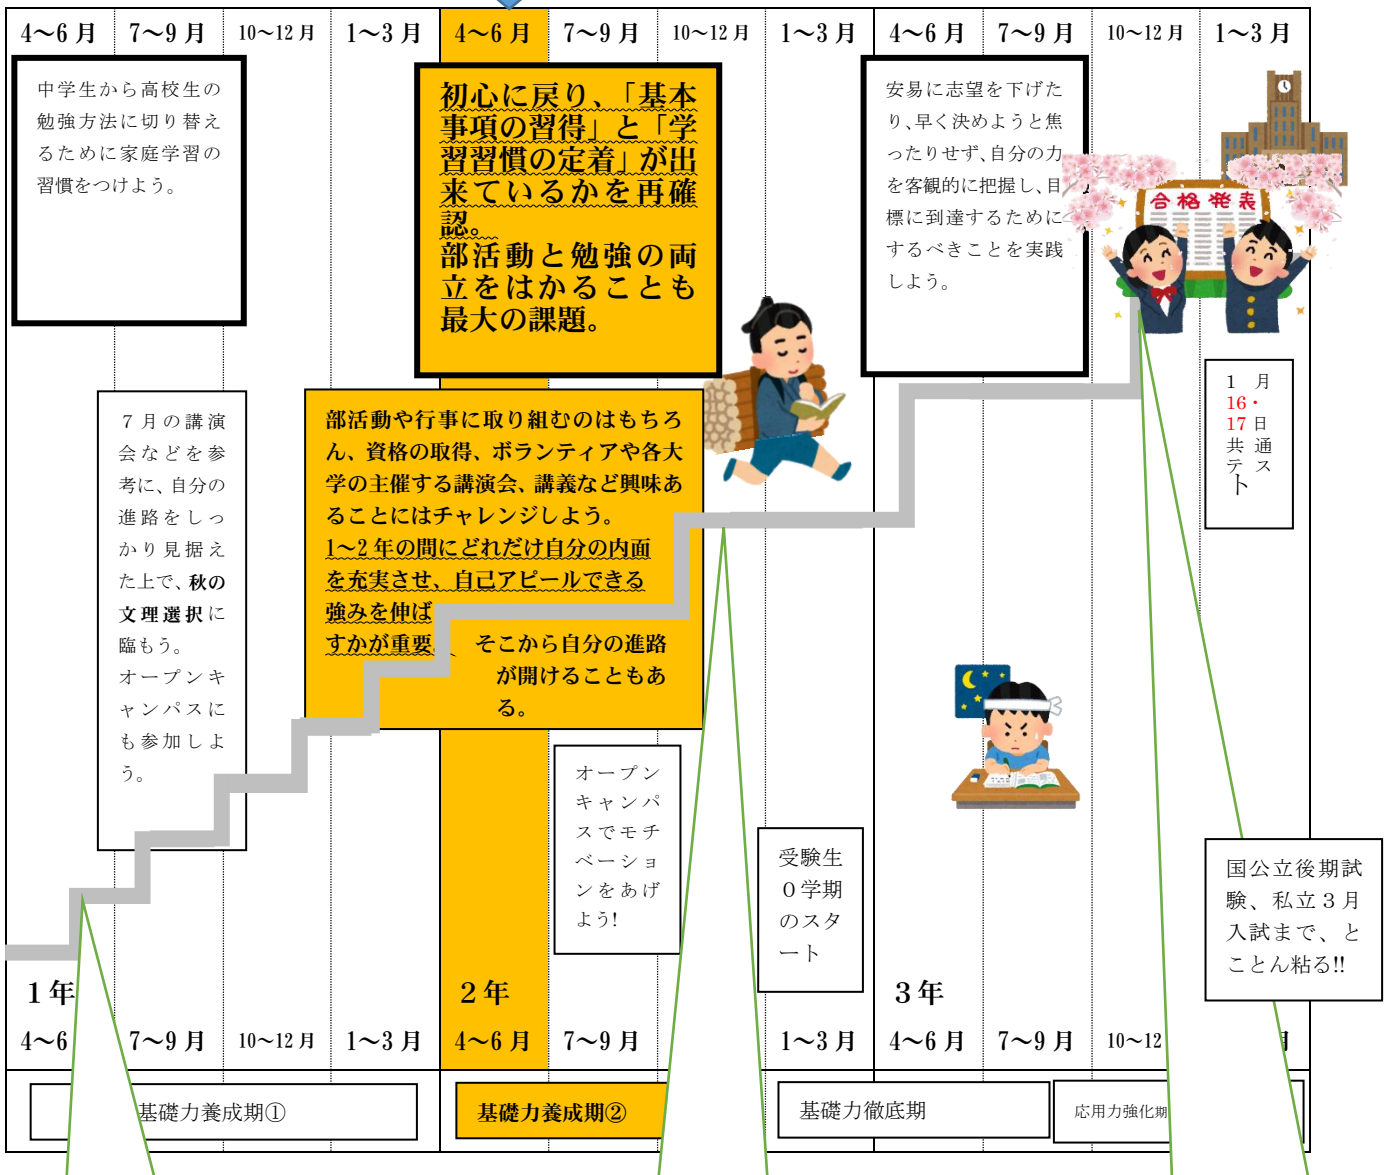 4～6月 7～9月 10～12月 1～3月 4～6月 7～9月 10～12月 1～3月 4～6月 7～9月 10～12月 1～3月
中学生から高校生の
勉強方法に切り替え
るために家庭学習の
習慣をつけよう。
初心に戻り、「基本
事項の習得」と「学
習習慣の定着」が出
来ているかを再確
認。
部活動と勉強の両
立をはかることも
最大の課題。
安易に志望を下げた
り、早く決めようと焦
ったりせず、自分の力
を客観的に把握し、目
標に到達するために
するべきことを実践
しよう。
合格発表
7月の講演
会などを参
考に、自分の
進路をしっ
かり見据え
た上で、秋の
文理選択に
臨もう。
オープンキ
ャンパスに
も参加しよ
う。
部活動や行事に取り組むのはもちろ
ん、資格の取得、ボランティアや各大
学の主催する講演会、講義など興味あ
ることにはチャレンジしよう。
1～2年の間にどれだけ自分の内面
を充実させ、自己アピールできる
強みを伸ば
すかが重要。 そこから自分の進路
が開けることもあ
る。
1月
16・
17日
共通
テス
ト
オープン
キャンパ
スでモチ
ベーショ
ンをあげ
よう!
受験生
0学期
のスタ
ート
国公立後期試
験、私立3月
入試まで、と
ことん粘る!!
1年 2年 3年
4～6 7～9月 10～12月 1～3月 4～6月 7～9月 1～3月 4～6月 7～9月 10～12
基礎力養成期① 基礎力養成期② 基礎力徹底期 応用力強化期